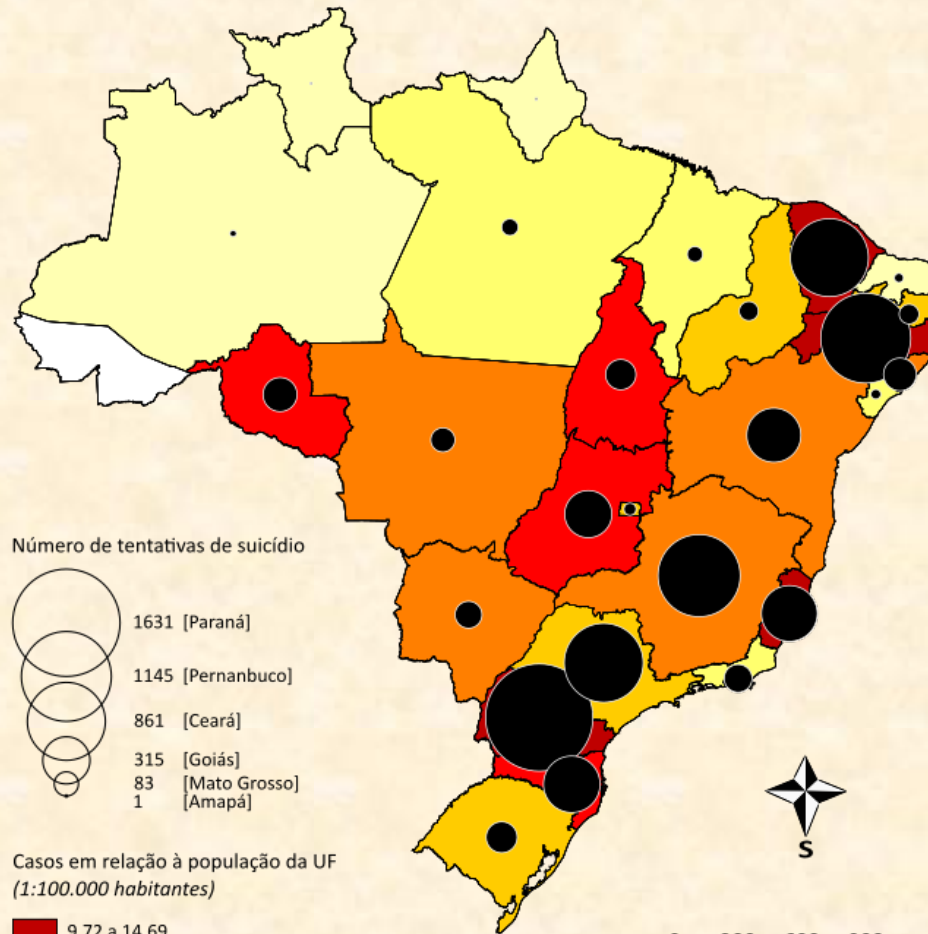 Número de tentativas de suicídio
1631 [Paraná]
1145 [Pernambuco]
861 [Ceará]
315 [Goiás]
83 [Mato Grosso]
1 [Amapá]
S
Casos em relação à população da UF
(1:100.000 habitantes)
9,72 a 14,69